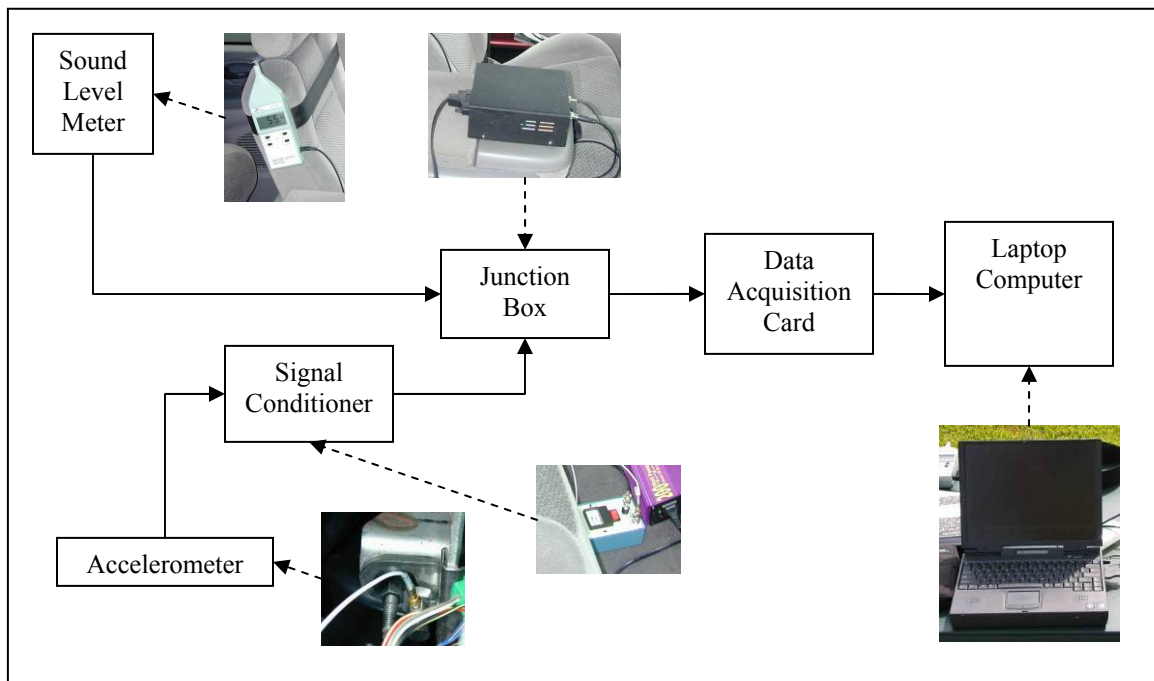 Sound
Level
Meter
Junction
Box
Data
Acquisition
Card
Laptop
Computer
Signal
Conditioner
Accelerometer